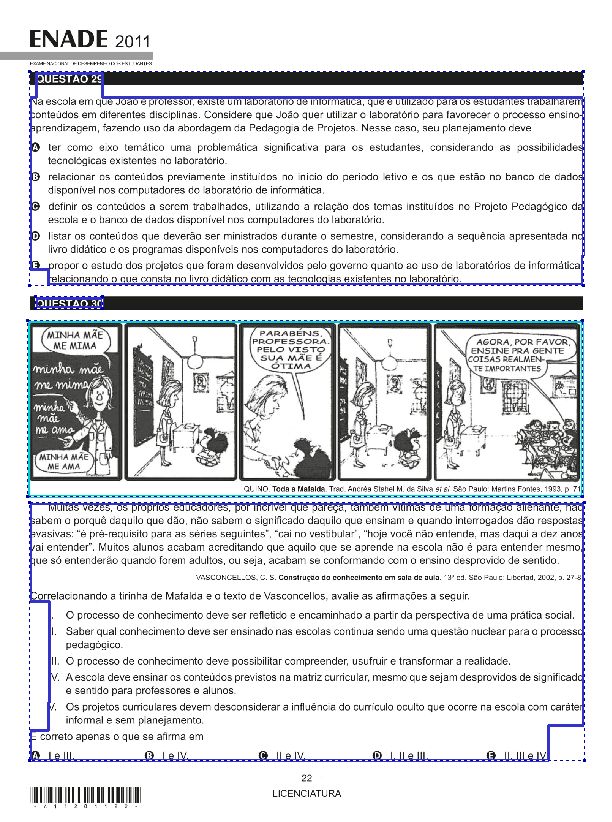 ENADE 2011
EXAME NACIONAL DE DESEMPENHO DOS ESTUDANTES
QUESTÃO 29
Na escola em que João é professor, existe um laboratório de informática, que é utilizado para os estudantes trabalharem
conteúdos em diferentes disciplinas. Considere que João quer utilizar o laboratório para favorecer o processo ensino-
aprendizagem, fazendo uso da abordagem da Pedagogia de Projetos. Nesse caso, seu planejamento deve
A ter como eixo temático uma problemática significativa para os estudantes, considerando as possibilidades
tecnológicas existentes no laboratório.
B relacionar os conteúdos previamente instituídos no início do período letivo e os que estão no banco de dados
disponível nos computadores do laboratório de informática.
C definir os conteúdos a serem trabalhados, utilizando a relação dos temas instituídos no Projeto Pedagógico da
escola e o banco de dados disponível nos computadores do laboratório.
D listar os conteúdos que deverão ser ministrados durante o semestre, considerando a sequência apresentada no
livro didático e os programas disponíveis nos computadores do laboratório.
E propor o estudo dos projetos que foram desenvolvidos pelo governo quanto ao uso de laboratórios de informática,
relacionando o que consta no livro didático com as tecnologias existentes no laboratório.
QUESTÃO 30
MINHA MÃE
ME MIMA
minha mãe
me mima
minha
mãe
me ama
MINHA MÃE
ME AMA
PARABÉNS,
PROFESSORA.
PELO VISTO
SUA MÃE É
ÓTIMA
AGORA, POR FAVOR,
ENSINE PRA GENTE
COISAS REALMEN-
TE IMPORTANTES
QUINO. Toda a Mafalda. Trad. Andréa Stahel M. da Silva et al. São Paulo: Martins Fontes, 1993, p. 71.
Muitas vezes, os próprios educadores, por incrível que pareça, também vítimas de uma formação alienante, não
sabem o porquê daquilo que dão, não sabem o significado daquilo que ensinam e quando interrogados dão respostas
evasivas: “é pré-requisito para as séries seguintes”, “cai no vestibular”, “hoje você não entende, mas daqui a dez anos
vai entender”. Muitos alunos acabam acreditando que aquilo que se aprende na escola não é para entender mesmo,
que só entenderão quando forem adultos, ou seja, acabam se conformando com o ensino desprovido de sentido.
VASCONCELLOS, C. S. Construção do conhecimento em sala de aula. 13ª ed. São Paulo: Libertad, 2002, p. 27-8.
Correlacionando a tirinha de Mafalda e o texto de Vasconcellos, avalie as afirmações a seguir.
I. O processo de conhecimento deve ser refletido e encaminhado a partir da perspectiva de uma prática social.
II. Saber qual conhecimento deve ser ensinado nas escolas continua sendo uma questão nuclear para o processo
pedagógico.
III. O processo de conhecimento deve possibilitar compreender, usufruir e transformar a realidade.
IV. A escola deve ensinar os conteúdos previstos na matriz curricular, mesmo que sejam desprovidos de significado
e sentido para professores e alunos.
V. Os projetos curriculares devem desconsiderar a influência do currículo oculto que ocorre na escola com caráter
informal e sem planejamento.
É correto apenas o que se afirma em
A I e III. B I e IV. C II e IV. D I, II e III. E II, III e IV.
22
LICENCIATURA